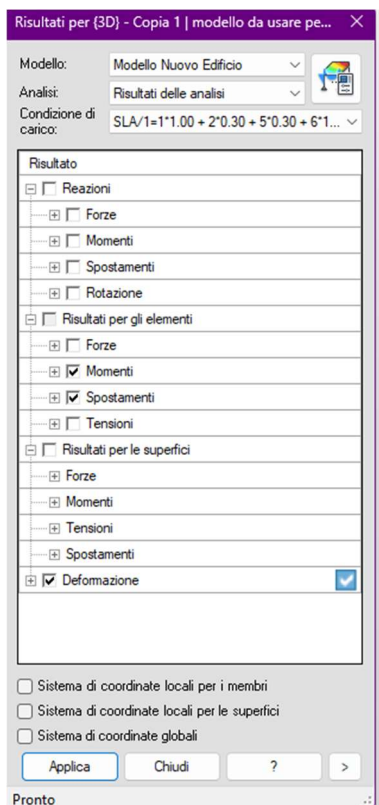 Risultati per {3D} - Copia 1 | modello da usare pe...
Modello:
Modello Nuovo Edificio
Analisi:
Risultati delle analisi
Condizione di
carico:
SLA/1=1*1.00 + 2*0.30 + 5*0.30 + 6*1...
Risultato
Reazioni
Forze
Momenti
Spostamenti
Rotazione
Risultati per gli elementi
Forze
Momenti
Spostamenti
Tensioni
Risultati per le superfici
Forze
Momenti
Tensioni
Spostamenti
Deformazione
Sistema di coordinate locali per i membri
Sistema di coordinate locali per le superfici
Sistema di coordinate globali
Applica Chiudi ? >
Pronto